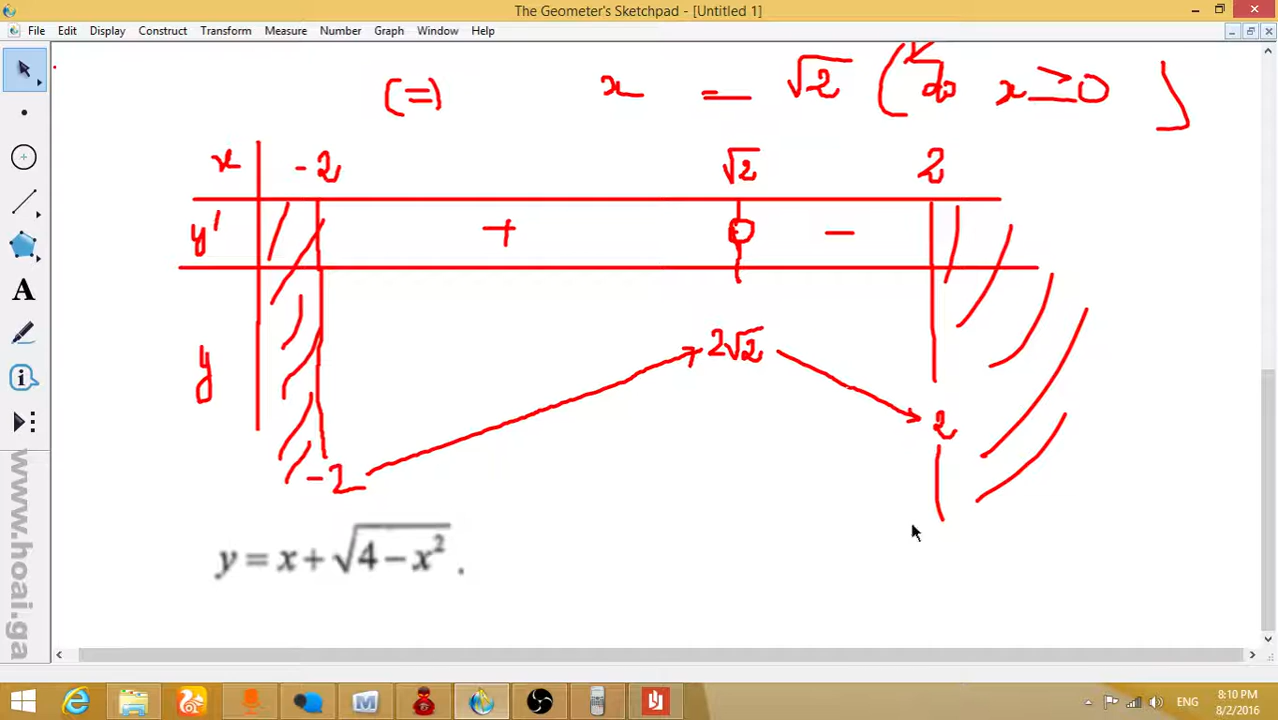 The Geometer's Sketchpad - [Untitled 1]
File Edit Display Construct Transform Measure Number Graph Window Help
(=) x = √2 (do x ≥ 0)
x -2 √2 2
y' + 0 -
y 2√2
2
-2
y = x + √(4 − x²).
A
www.hoai.ga
ENG
8:10 PM
8/2/2016